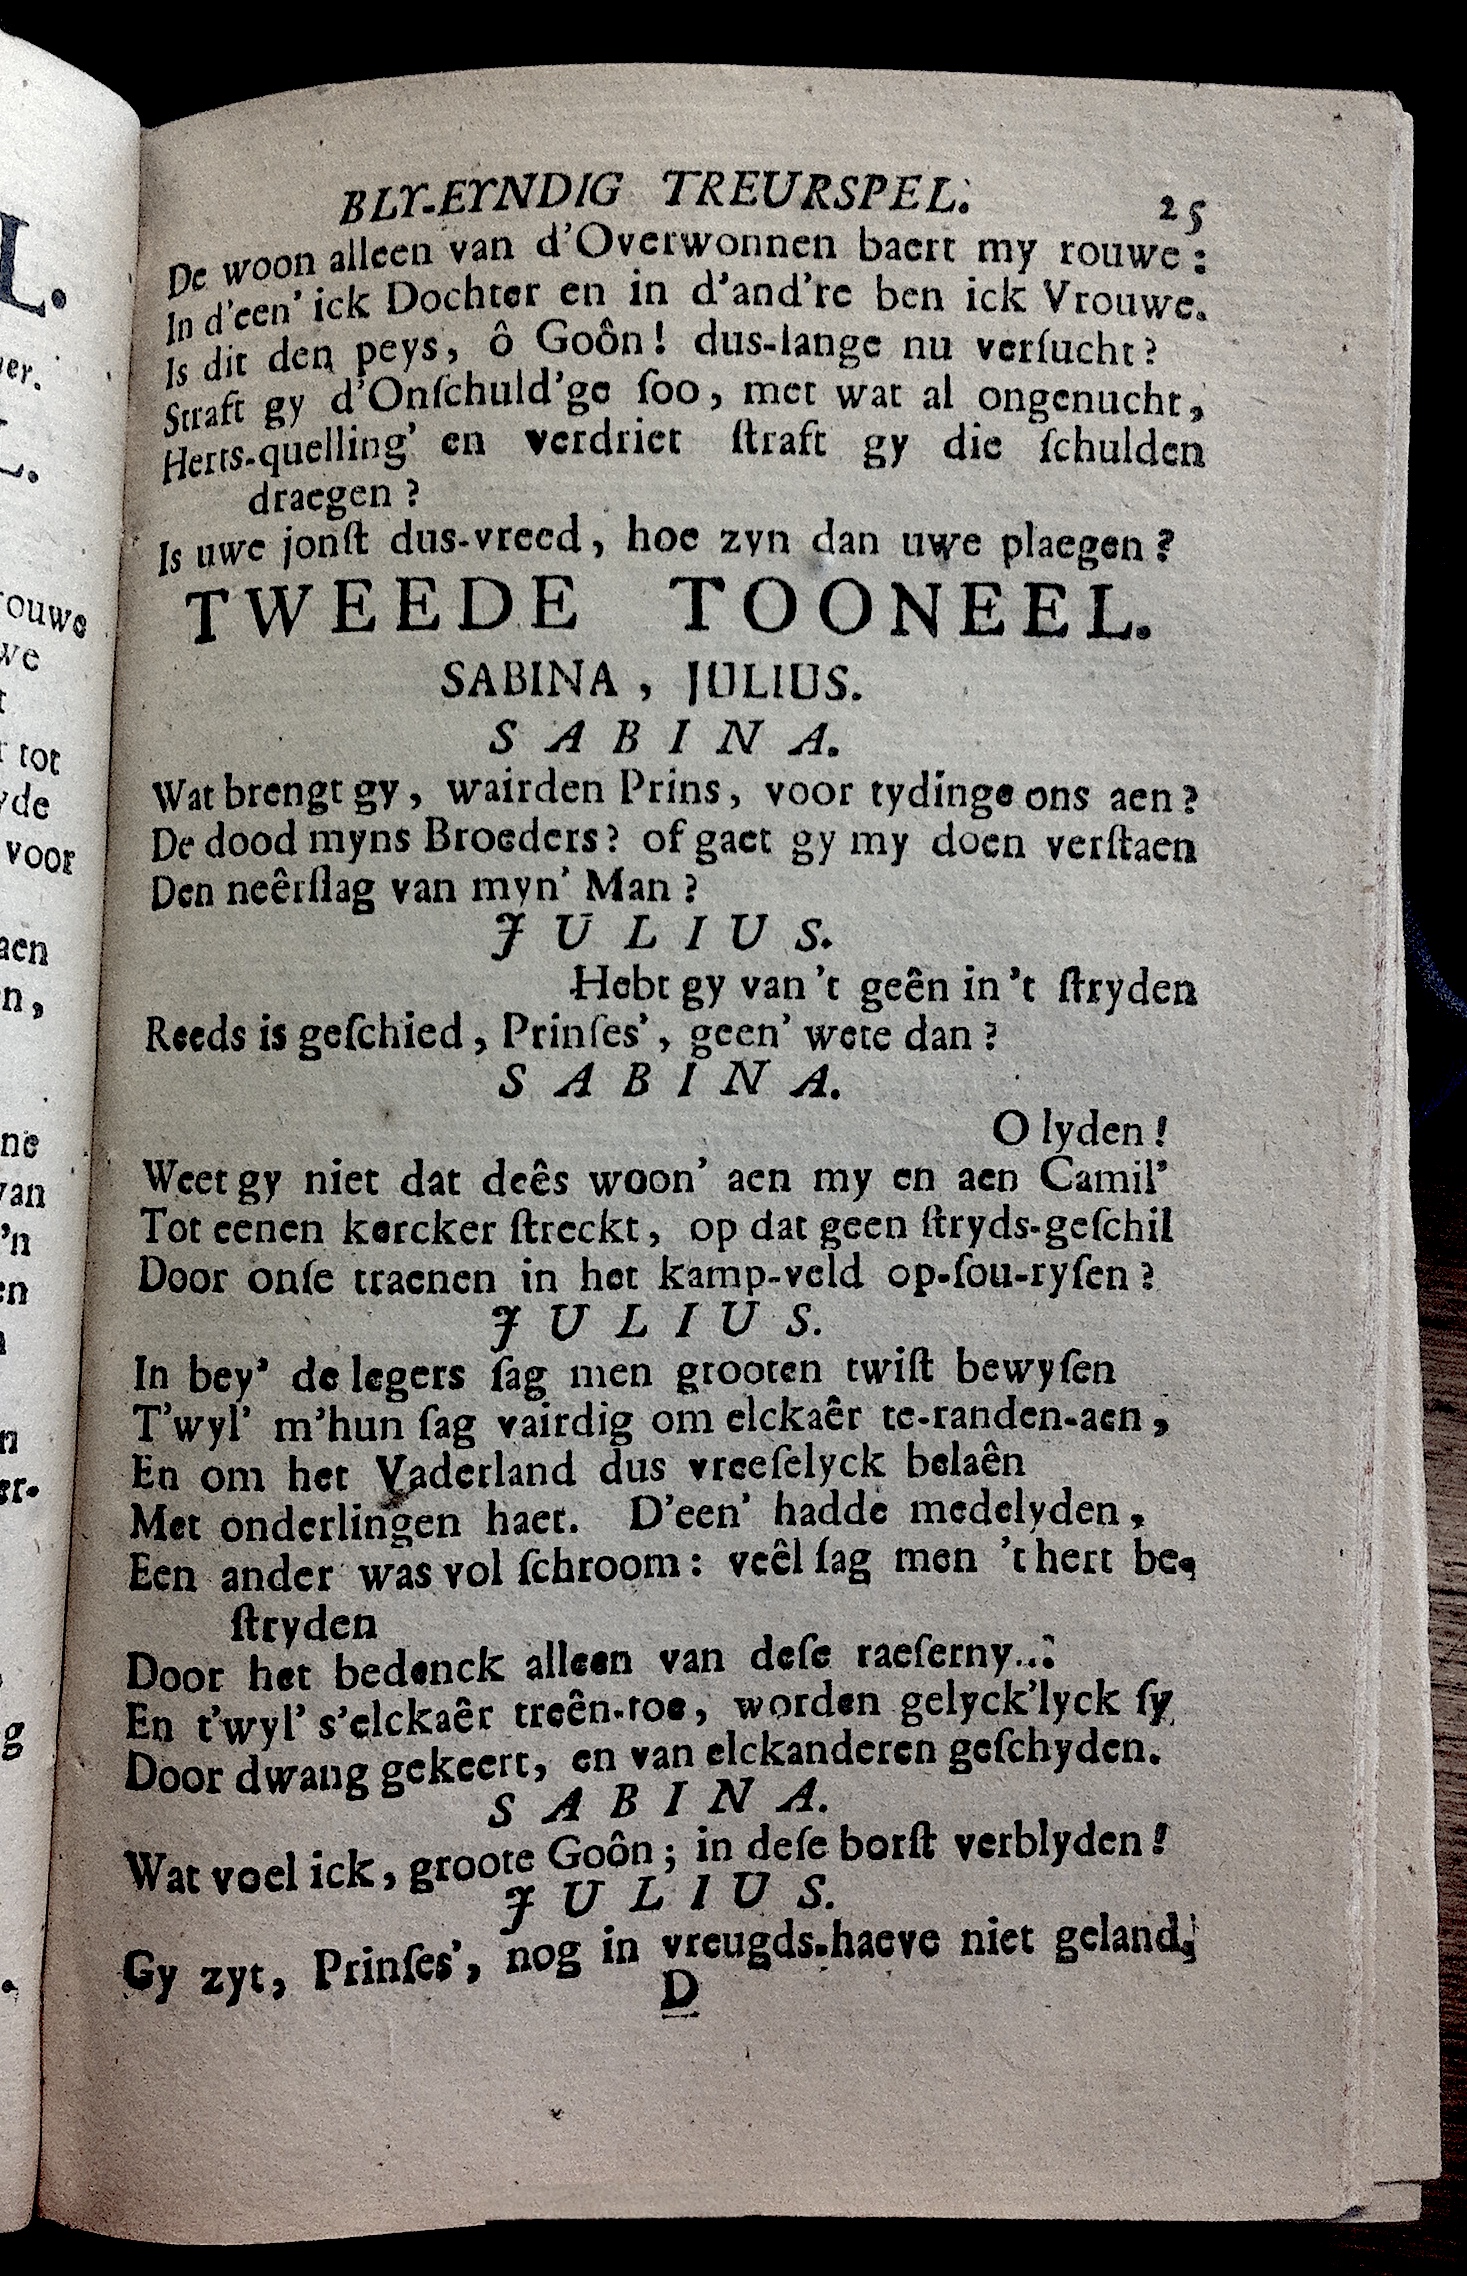 BLY-EYNDIG TREURSPEL. 25
De woon alleen van d'Overwonnen baert my rouwe:
In d'een' ick Dochter en in d'and're ben ick Vrouwe.
Is dit den peys, ô Goôn! dus-lange nu verſucht?
Straft gy d'Onſchuld'ge ſoo, met wat al ongenucht,
Herts-quelling' en verdriet ſtraft gy die ſchulden
draegen?
Is uwe jonſt dus-vreed, hoe zyn dan uwe plaegen?
TWEEDE TOONEEL.
SABINA, JULIUS.
SABINA.
Wat brengt gy, wairden Prins, voor tydinge ons aen?
De dood myns Broeders? of gaet gy my doen verſtaen
Den neêrſlag van myn' Man?
JULIUS.
Hebt gy van 't geên in 't ſtryden
Reeds is geſchied, Prinſes', geen' wete dan?
SABINA.
O lyden!
Weet gy niet dat deês woon' aen my en aen Camil'
Tot eenen kercker ſtreckt, op dat geen ſtryds-geſchil
Door onſe traenen in het kamp-veld op-ſou-ryſen?
JULIUS.
In bey' de legers ſag men grooten twiſt bewyſen
T'wyl' m'hun ſag vairdig om elckaêr te-randen-aen,
En om het Vaderland dus vreeſelyck belaên
Met onderlingen haet. D'een' hadde medelyden,
Een ander was vol ſchroom: veêl ſag men 't hert be-
ſtryden
Door het bedenck alleen van deſe raeſerny...
En t'wyl' s'elckaêr treên-toe, worden gelyck'lyck ſy
Door dwang gekeert, en van elckanderen geſchyden.
SABINA.
Wat voel ick, groote Goôn; in deſe borſt verblyden!
JULIUS.
Gy zyt, Prinſes', nog in vreugds-haeve niet geland,
D
L.
er.
L.
rouwe
we
t
tot
yde
voor
aen
n,
ne
van
'n
en
n
er-
g